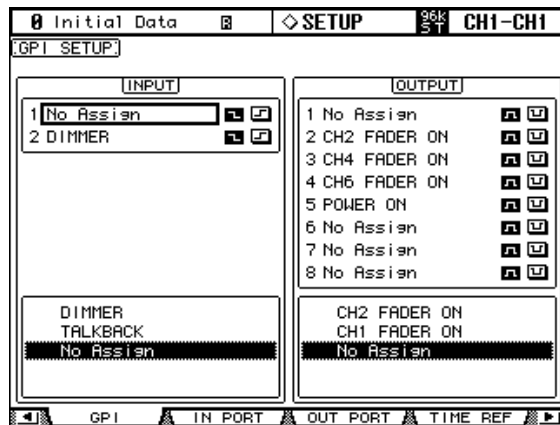 0 Initial Data R ◇SETUP 96k ST CH1-CH1
GPI SETUP
INPUT
1 No Assign
2 DIMMER
DIMMER
TALKBACK
No Assign
OUTPUT
1 No Assign
2 CH2 FADER ON
3 CH4 FADER ON
4 CH6 FADER ON
5 POWER ON
6 No Assign
7 No Assign
8 No Assign
CH2 FADER ON
CH1 FADER ON
No Assign
GPI IN PORT OUT PORT TIME REF